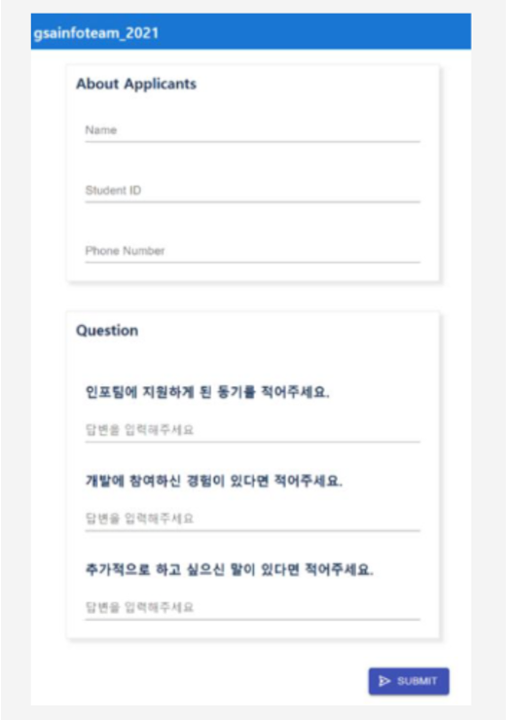 gsainfoteam_2021
About Applicants
Name
Student ID
Phone Number
Question
인포팀에 지원하게 된 동기를 적어주세요.
답변을 입력해주세요
개발에 참여하신 경험이 있다면 적어주세요.
답변을 입력해주세요
추가적으로 하고 싶으신 말이 있다면 적어주세요.
답변을 입력해주세요
SUBMIT